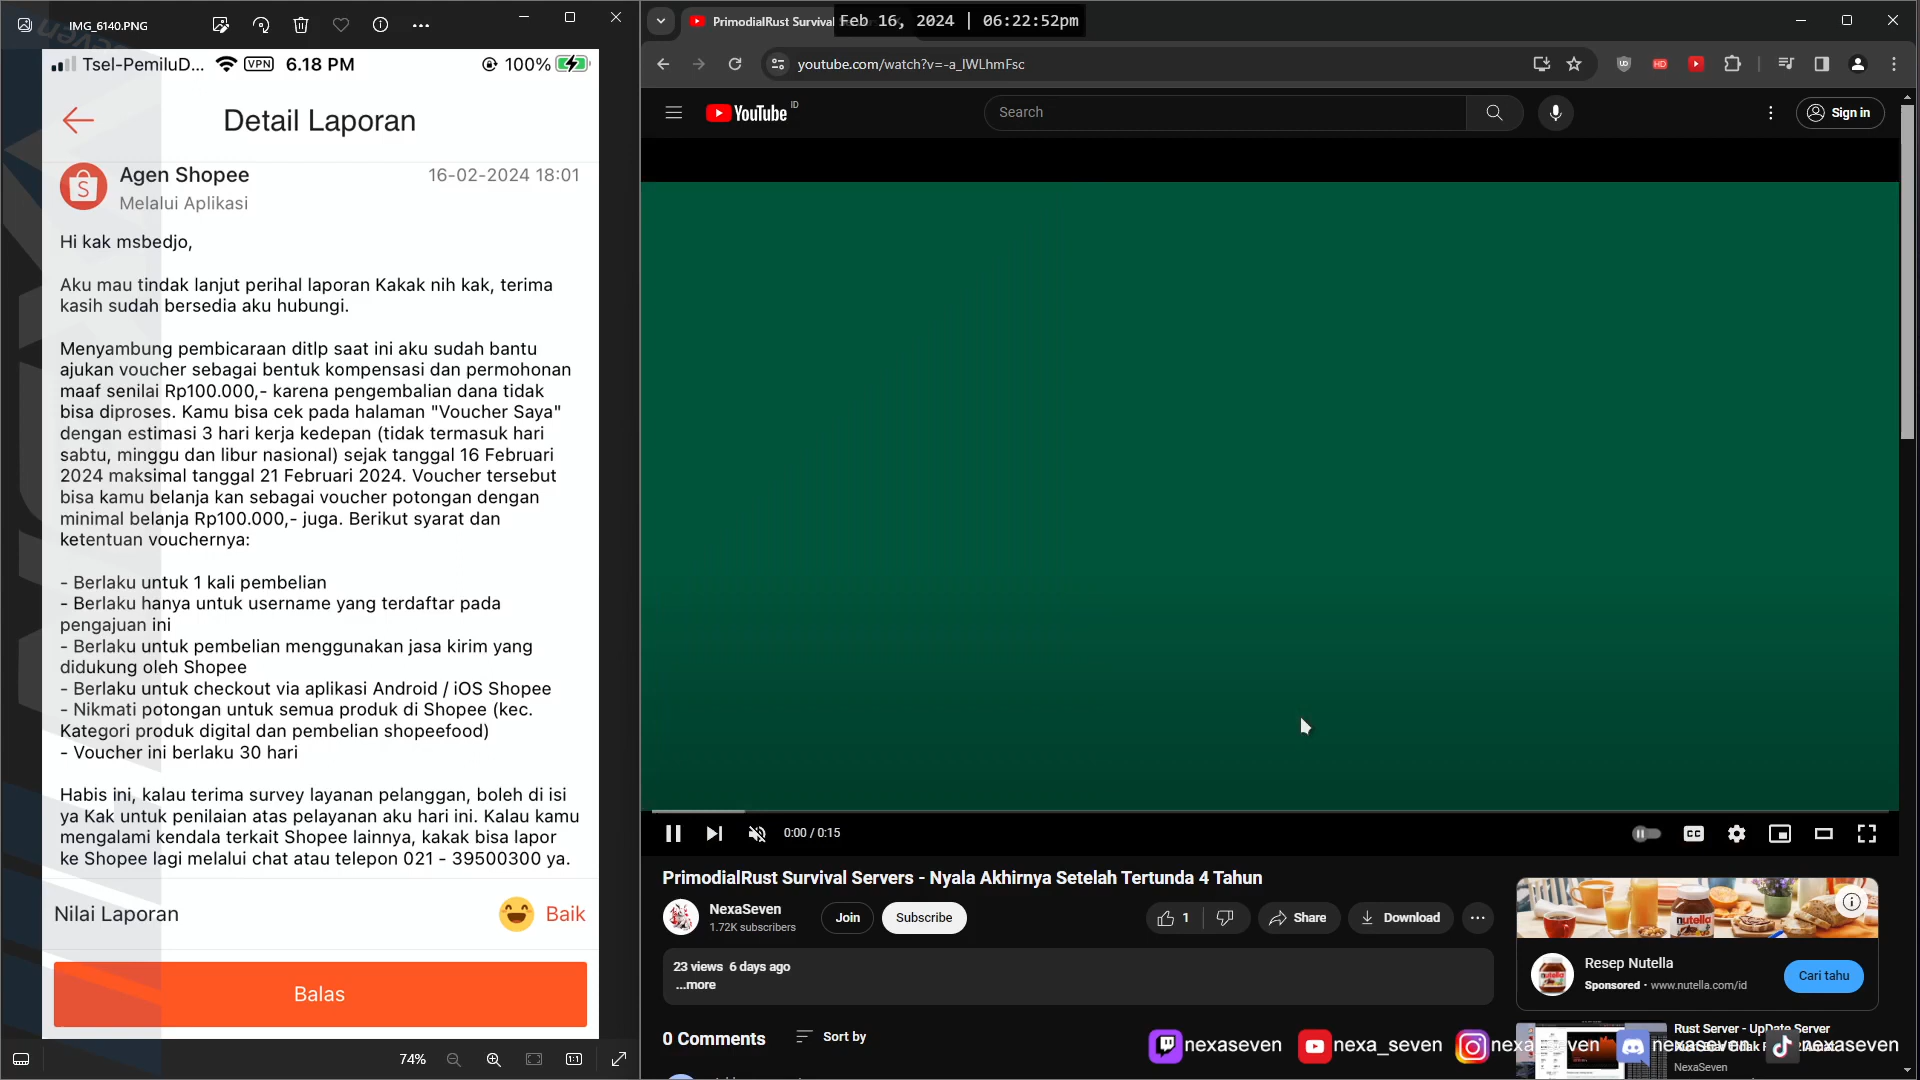 IMG_6140.PNG
Tsel-PemiluD... VPN 6.18 PM 100%
Detail Laporan
Agen Shopee 16-02-2024 18:01
Melalui Aplikasi
Hi kak msbedjo,
Aku mau tindak lanjut perihal laporan Kakak nih kak, terima
kasih sudah bersedia aku hubungi.
Menyambung pembicaraan ditlp saat ini aku sudah bantu
ajukan voucher sebagai bentuk kompensasi dan permohonan
maaf senilai Rp100.000,- karena pengembalian dana tidak
bisa diproses. Kamu bisa cek pada halaman "Voucher Saya"
dengan estimasi 3 hari kerja kedepan (tidak termasuk hari
sabtu, minggu dan libur nasional) sejak tanggal 16 Februari
2024 maksimal tanggal 21 Februari 2024. Voucher tersebut
bisa kamu belanja kan sebagai voucher potongan dengan
minimal belanja Rp100.000,- juga. Berikut syarat dan
ketentuan vouchernya:
- Berlaku untuk 1 kali pembelian
- Berlaku hanya untuk username yang terdaftar pada
pengajuan ini
- Berlaku untuk pembelian menggunakan jasa kirim yang
didukung oleh Shopee
- Berlaku untuk checkout via aplikasi Android / iOS Shopee
- Nikmati potongan untuk semua produk di Shopee (kec.
Kategori produk digital dan pembelian shopeefood)
- Voucher ini berlaku 30 hari
Habis ini, kalau terima survey layanan pelanggan, boleh di isi
ya Kak untuk penilaian atas pelayanan aku hari ini. Kalau kamu
mengalami kendala terkait Shopee lainnya, kakak bisa lapor
ke Shopee lagi melalui chat atau telepon 021 - 39500300 ya.
Nilai Laporan Baik
Balas
74%
PrimodialRust Survival
Feb 16, 2024 | 06:22:52pm
youtube.com/watch?v=-a_IWLhmFsc
YouTube ID
Search
Sign in
0:00 / 0:15
CC
PrimodialRust Survival Servers - Nyala Akhirnya Setelah Tertunda 4 Tahun
NexaSeven
1.72K subscribers
Join
Subscribe
1
Share
Download
23 views 6 days ago
...more
0 Comments
Sort by
nutella
Resep Nutella
Sponsored · www.nutella.com/id
Cari tahu
Rust Server - UpDate Server
NexaSeven
nexaseven nexa_seven nexaseven